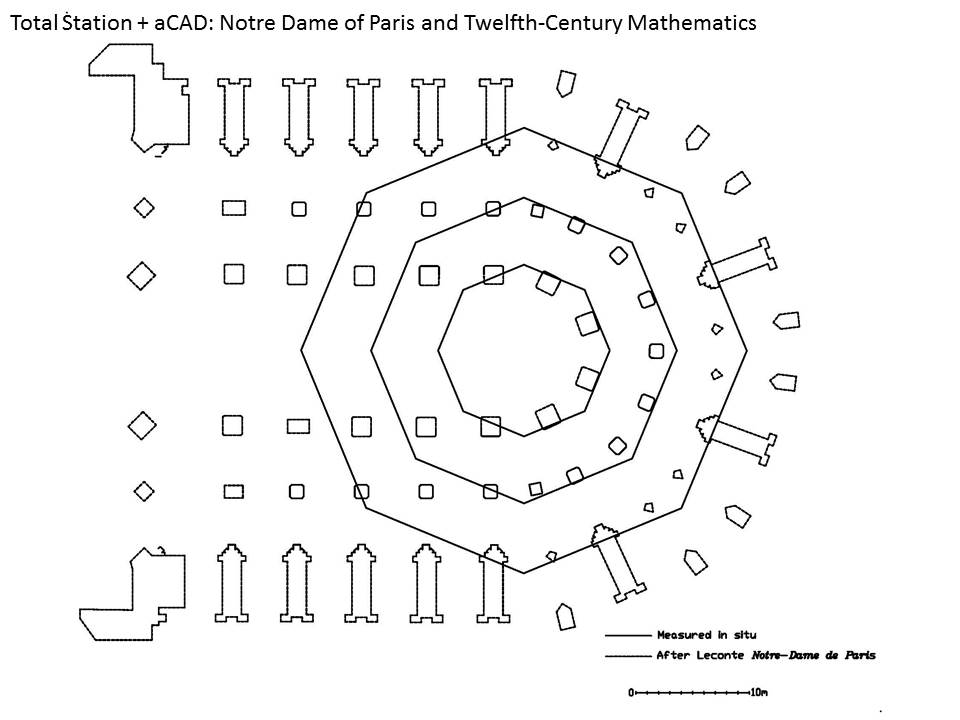 Total Station + aCAD: Notre Dame of Paris and Twelfth-Century Mathematics
Measured in situ
After Leconte Notre-Dame de Paris
0 10m